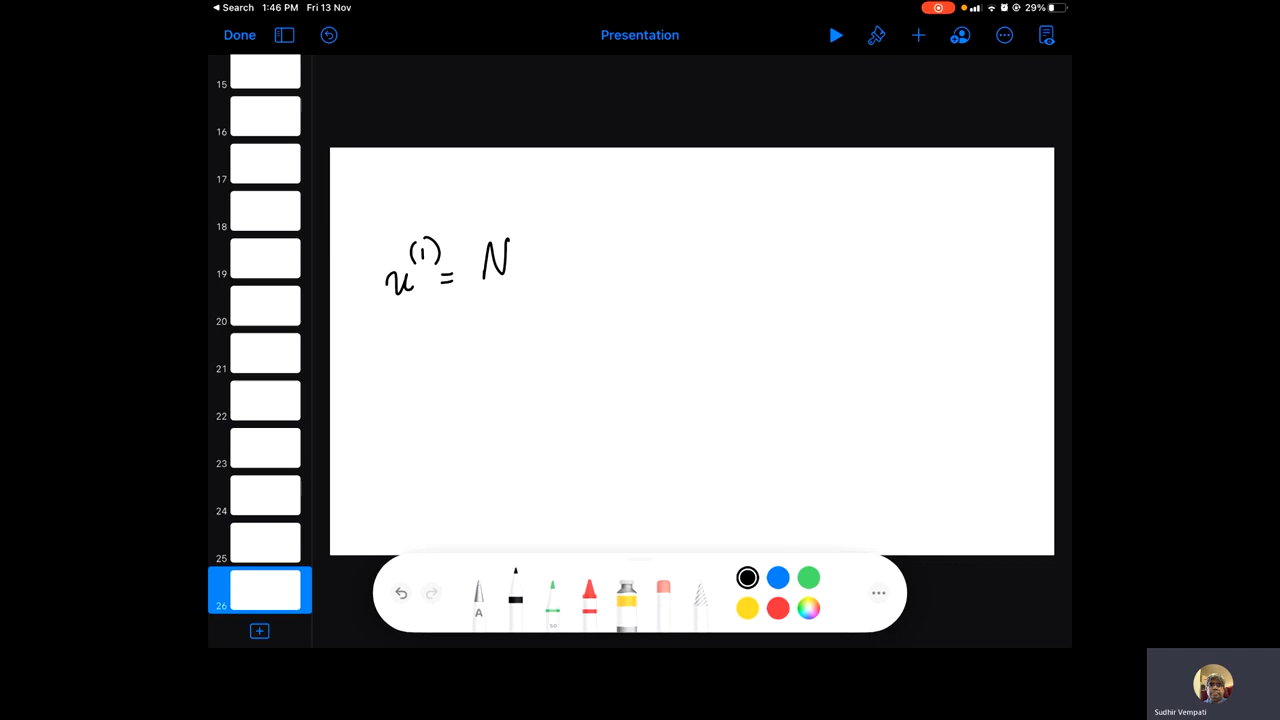 Search 1:46 PM Fri 13 Nov 29%
Done Presentation
15
16
17
18
19
20
21
22
23
24
25
26
u⁽¹⁾ = N
A
Sudhir Vempati